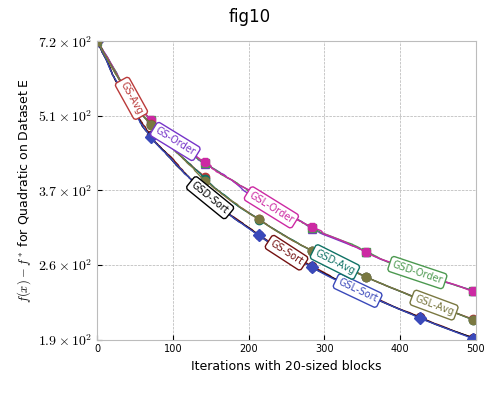 fig10
7.2 × 10²
5.1 × 10²
3.7 × 10²
2.6 × 10²
1.9 × 10²
f(x) − f* for Quadratic on Dataset E
GS-Avg
GS-Order
GSD-Sort
GSL-Order
GS-Sort
GSD-Avg
GSL-Sort
GSD-Order
GSL-Avg
0 100 200 300 400 500
Iterations with 20-sized blocks